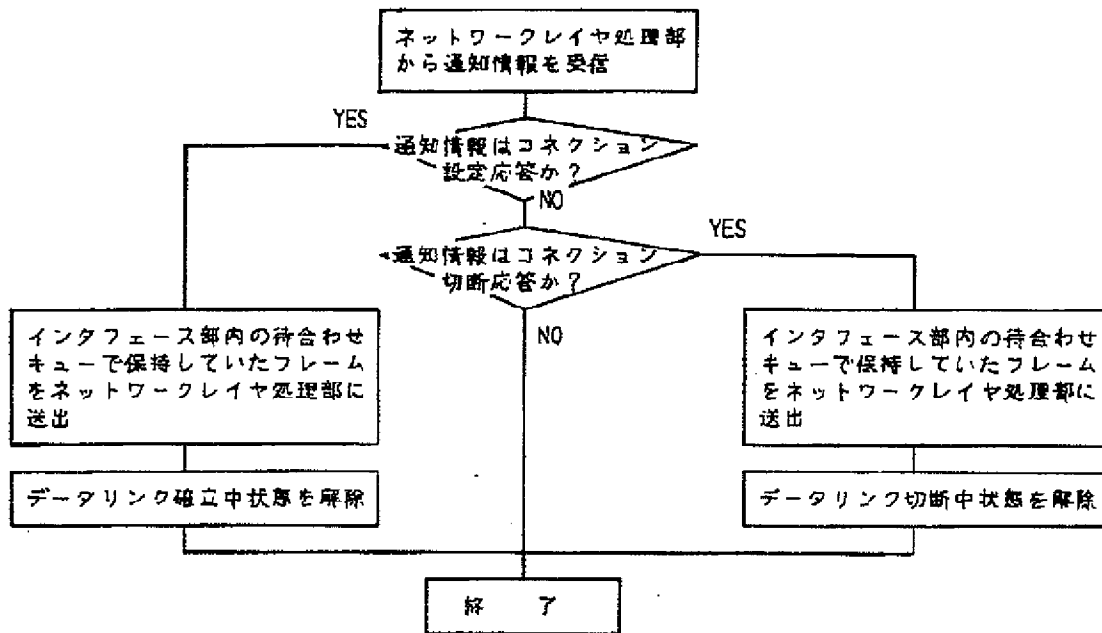 ネットワークレイヤ処理部
から通知情報を受信
YES
通知情報はコネクション
設定応答か？
NO
YES
通知情報はコネクション
切断応答か？
NO
インタフェース部内の待合わせ
キューで保持していたフレーム
をネットワークレイヤ処理部に
送出
インタフェース部内の待合わせ
キューで保持していたフレーム
をネットワークレイヤ処理部に
送出
データリンク確立中状態を解除
データリンク切断中状態を解除
終 了